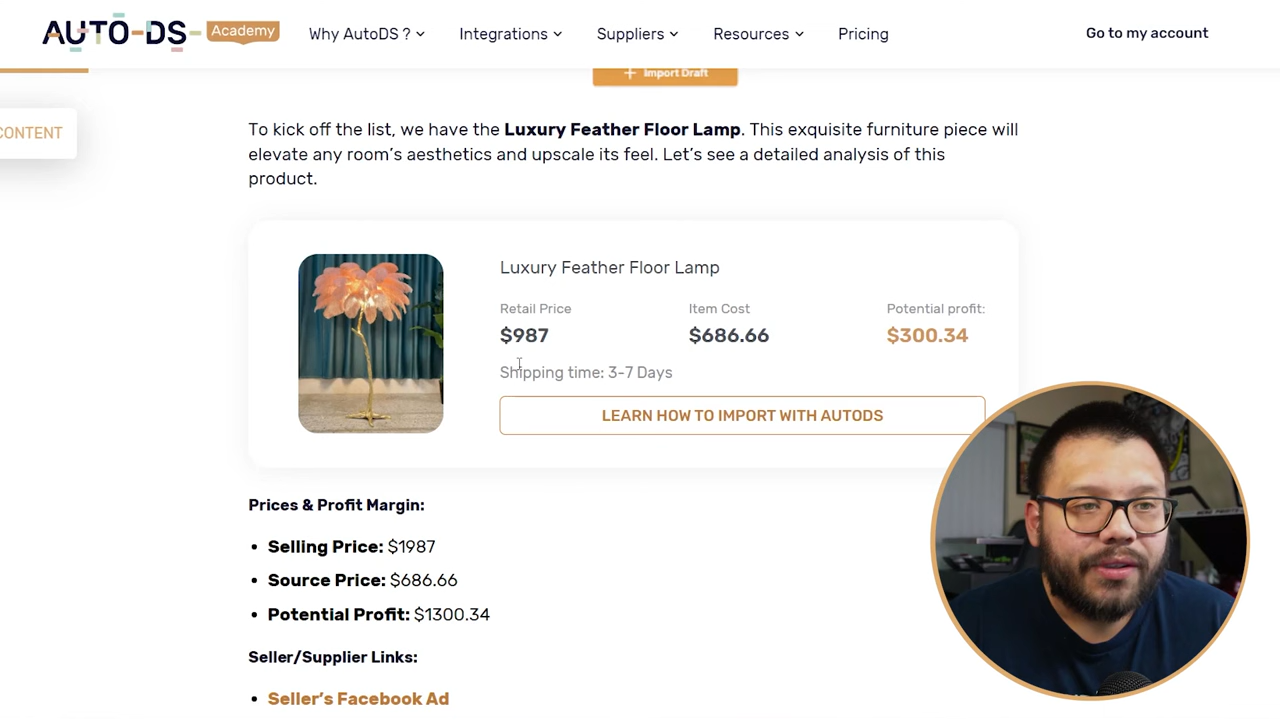 AUTO-DS- Academy
Why AutoDS ?
Integrations
Suppliers
Resources
Pricing
Go to my account
Import Draft
CONTENT
To kick off the list, we have the Luxury Feather Floor Lamp. This exquisite furniture piece will
elevate any room's aesthetics and upscale its feel. Let's see a detailed analysis of this
product.
Luxury Feather Floor Lamp
Retail Price
$987
Item Cost
$686.66
Potential profit:
$300.34
Shipping time: 3-7 Days
LEARN HOW TO IMPORT WITH AUTODS
Prices & Profit Margin:
• Selling Price: $1987
• Source Price: $686.66
• Potential Profit: $1300.34
Seller/Supplier Links:
• Seller's Facebook Ad